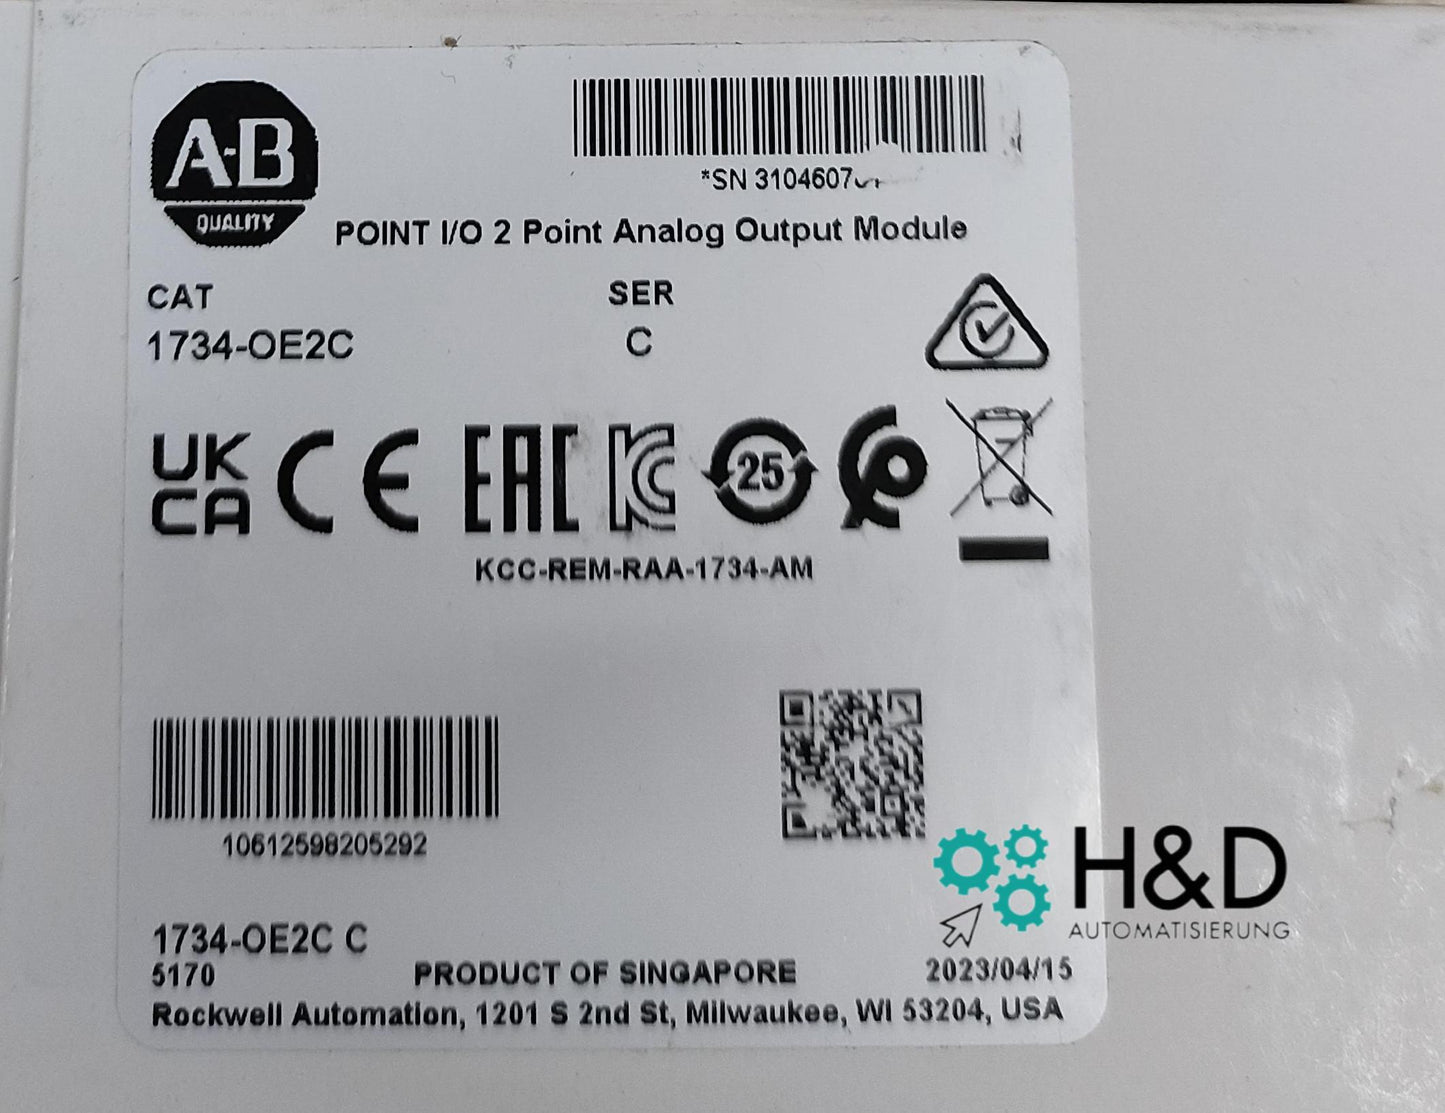 A-B
QUALITY
*SN
POINT I/O 2 Point Analog Output Module
CAT
SER
1734-OE2C
C
UK
CA
CE
EAC
KC
25
KCC-REM-RAA-1734-AM
10612598205292
H&D
AUTOMATISIERUNG
1734-OE2C C
5170
PRODUCT OF SINGAPORE
2023/04/15
Rockwell Automation, 1201 S 2nd St, Milwaukee, WI 53204, USA